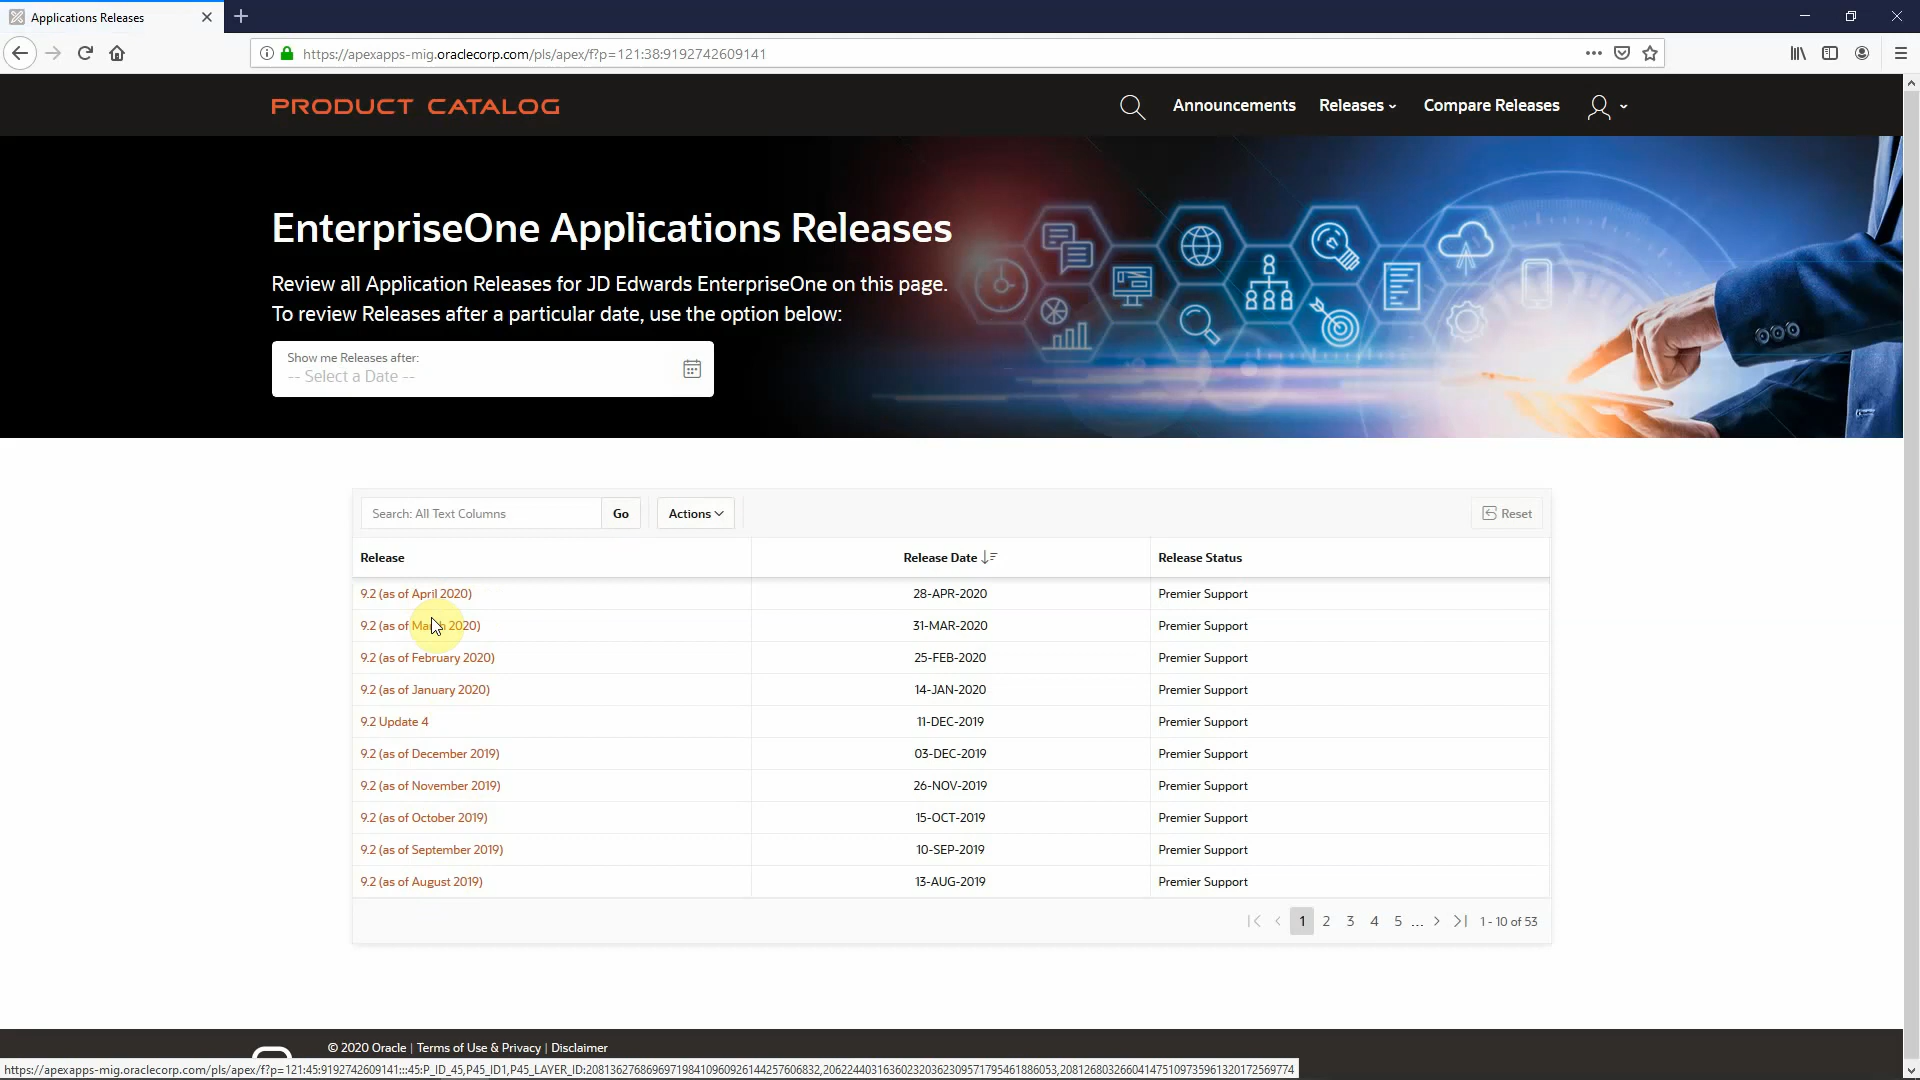 Applications Releases
https://apexapps-mig.oraclecorp.com/pls/apex/f?p=121:38:9192742609141
PRODUCT CATALOG
Announcements
Releases
Compare Releases
EnterpriseOne Applications Releases
Review all Application Releases for JD Edwards EnterpriseOne on this page.
To review Releases after a particular date, use the option below:
Show me Releases after:
-- Select a Date --
Search: All Text Columns
Go
Actions
Reset
Release Release Date Release Status
9.2 (as of April 2020) 28-APR-2020 Premier Support
9.2 (as of March 2020) 31-MAR-2020 Premier Support
9.2 (as of February 2020) 25-FEB-2020 Premier Support
9.2 (as of January 2020) 14-JAN-2020 Premier Support
9.2 Update 4 11-DEC-2019 Premier Support
9.2 (as of December 2019) 03-DEC-2019 Premier Support
9.2 (as of November 2019) 26-NOV-2019 Premier Support
9.2 (as of October 2019) 15-OCT-2019 Premier Support
9.2 (as of September 2019) 10-SEP-2019 Premier Support
9.2 (as of August 2019) 13-AUG-2019 Premier Support
1 2 3 4 5 ... 1 - 10 of 53
© 2020 Oracle | Terms of Use & Privacy | Disclaimer
https://apexapps-mig.oraclecorp.com/pls/apex/f?p=121:45:9192742609141:::45:P_ID_45,P45_ID1,P45_LAYER_ID:208136276869697198410960926144257606832,206224403163602320362309571795461886053,208126803266041475109735961320172569774